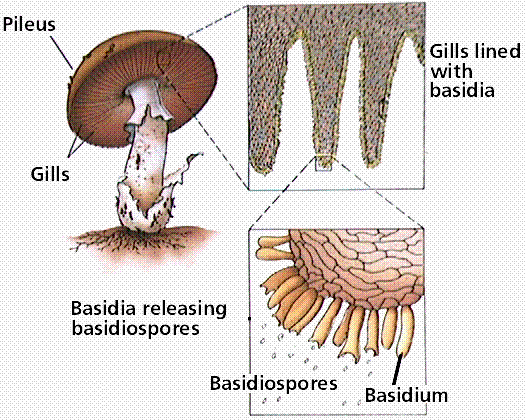 Pileus
Gills lined
with
basidia
Gills
Basidia releasing
basidiospores
Basidiospores
Basidium